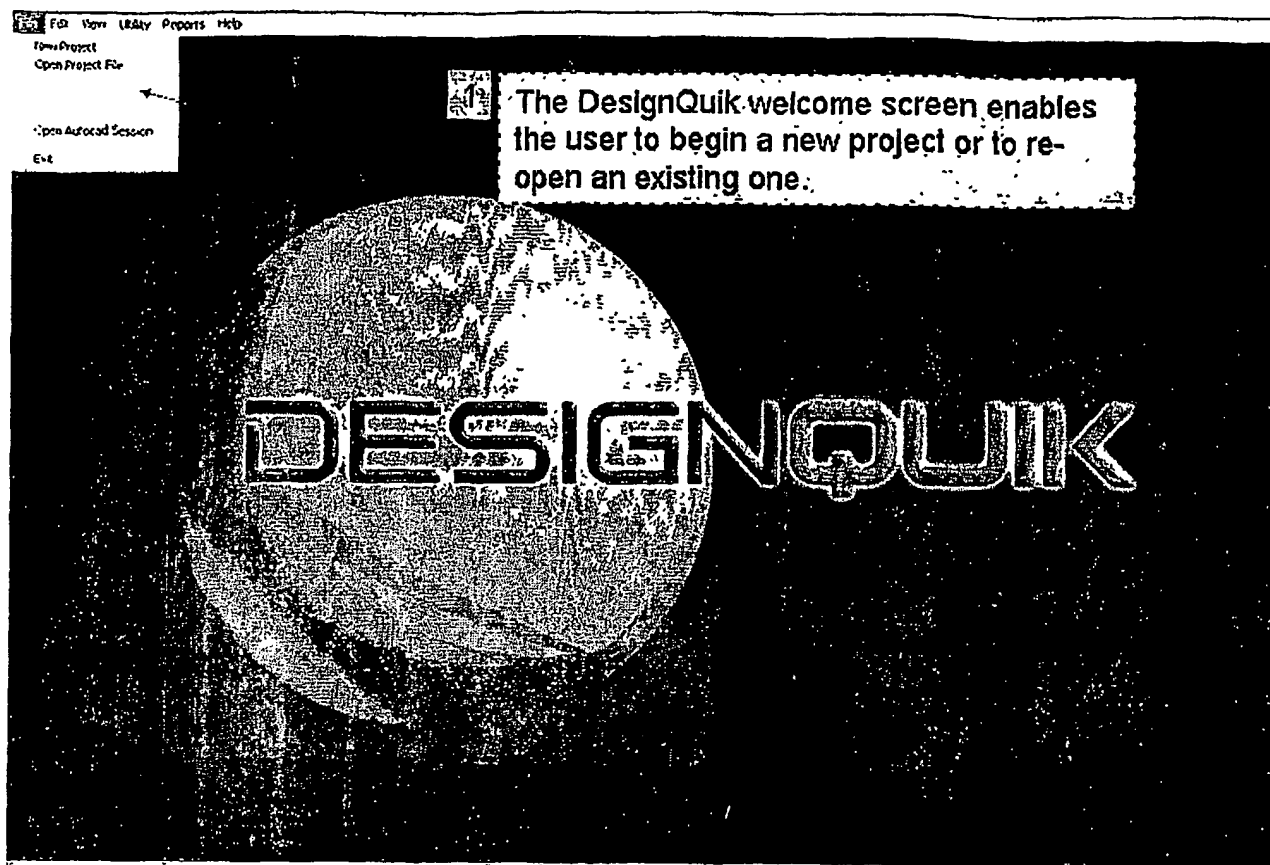 Edit View Utility Reports Help
New Project
Open Project File
Open Autocad Session
Exit
1
The DesignQuik welcome screen enables
the user to begin a new project or to re-
open an existing one.
DESIGNQUIK